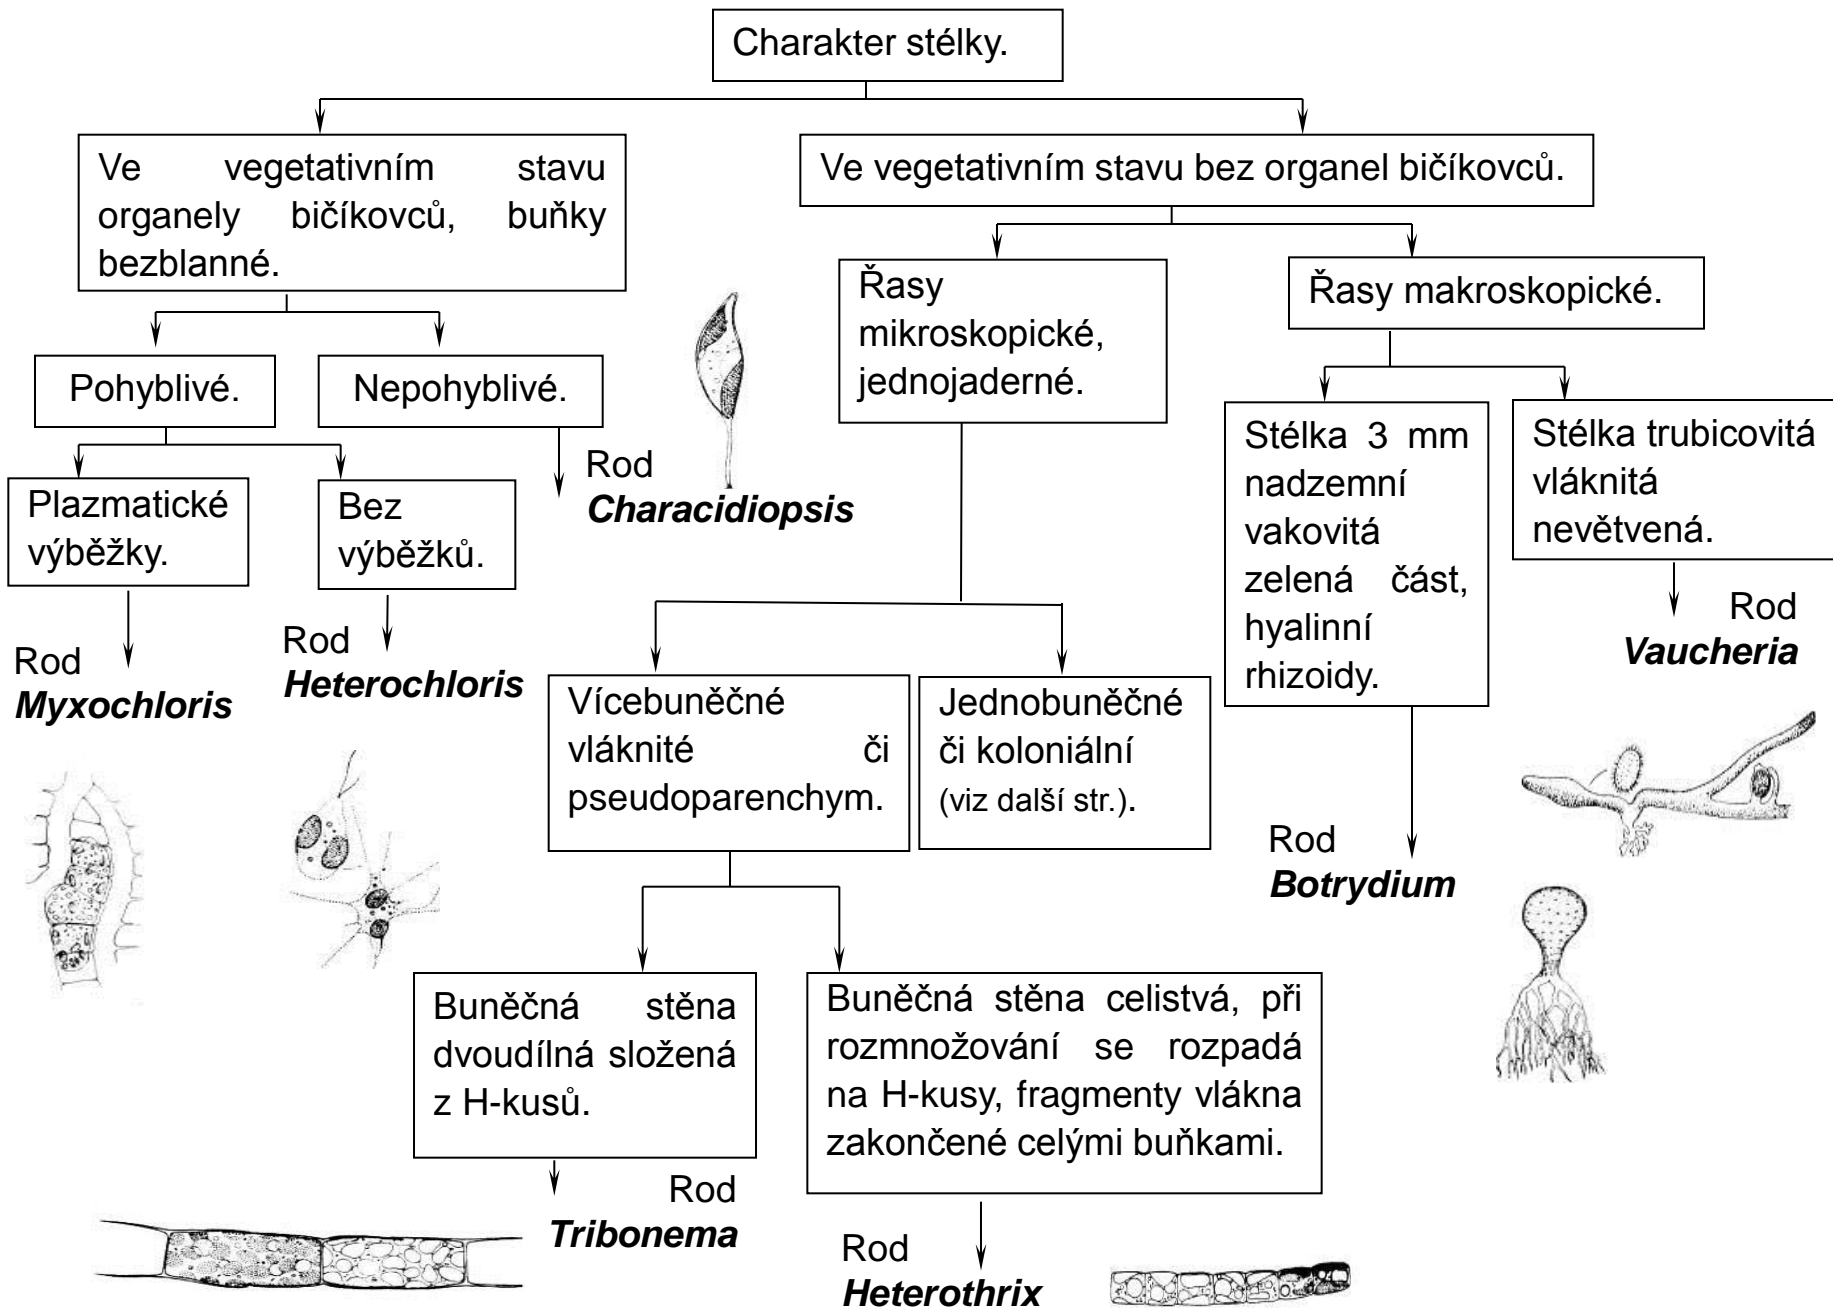 Charakter stélky.
Ve vegetativním stavu
organely bičíkovců, buňky
bezblanné.
Ve vegetativním stavu bez organel bičíkovců.
Pohyblivé.
Nepohyblivé.
Řasy
mikroskopické,
jednojaderné.
Řasy makroskopické.
Plazmatické
výběžky.
Bez
výběžků.
Rod
Characidiopsis
Stélka 3 mm
nadzemní
vakovitá
zelená část,
hyalinní
rhizoidy.
Stélka trubicovitá
vláknitá
nevětvená.
Rod
Myxochloris
Rod
Heterochloris
Rod
Vaucheria
Vícebuněčné
vláknité či
pseudoparenchym.
Jednobuněčné
či koloniální
(viz další str.).
Rod
Botrydium
Buněčná stěna
dvoudílná složená
z H-kusů.
Buněčná stěna celistvá, při
rozmnožování se rozpadá
na H-kusy, fragmenty vlákna
zakončené celými buňkami.
Rod
Tribonema
Rod
Heterothrix